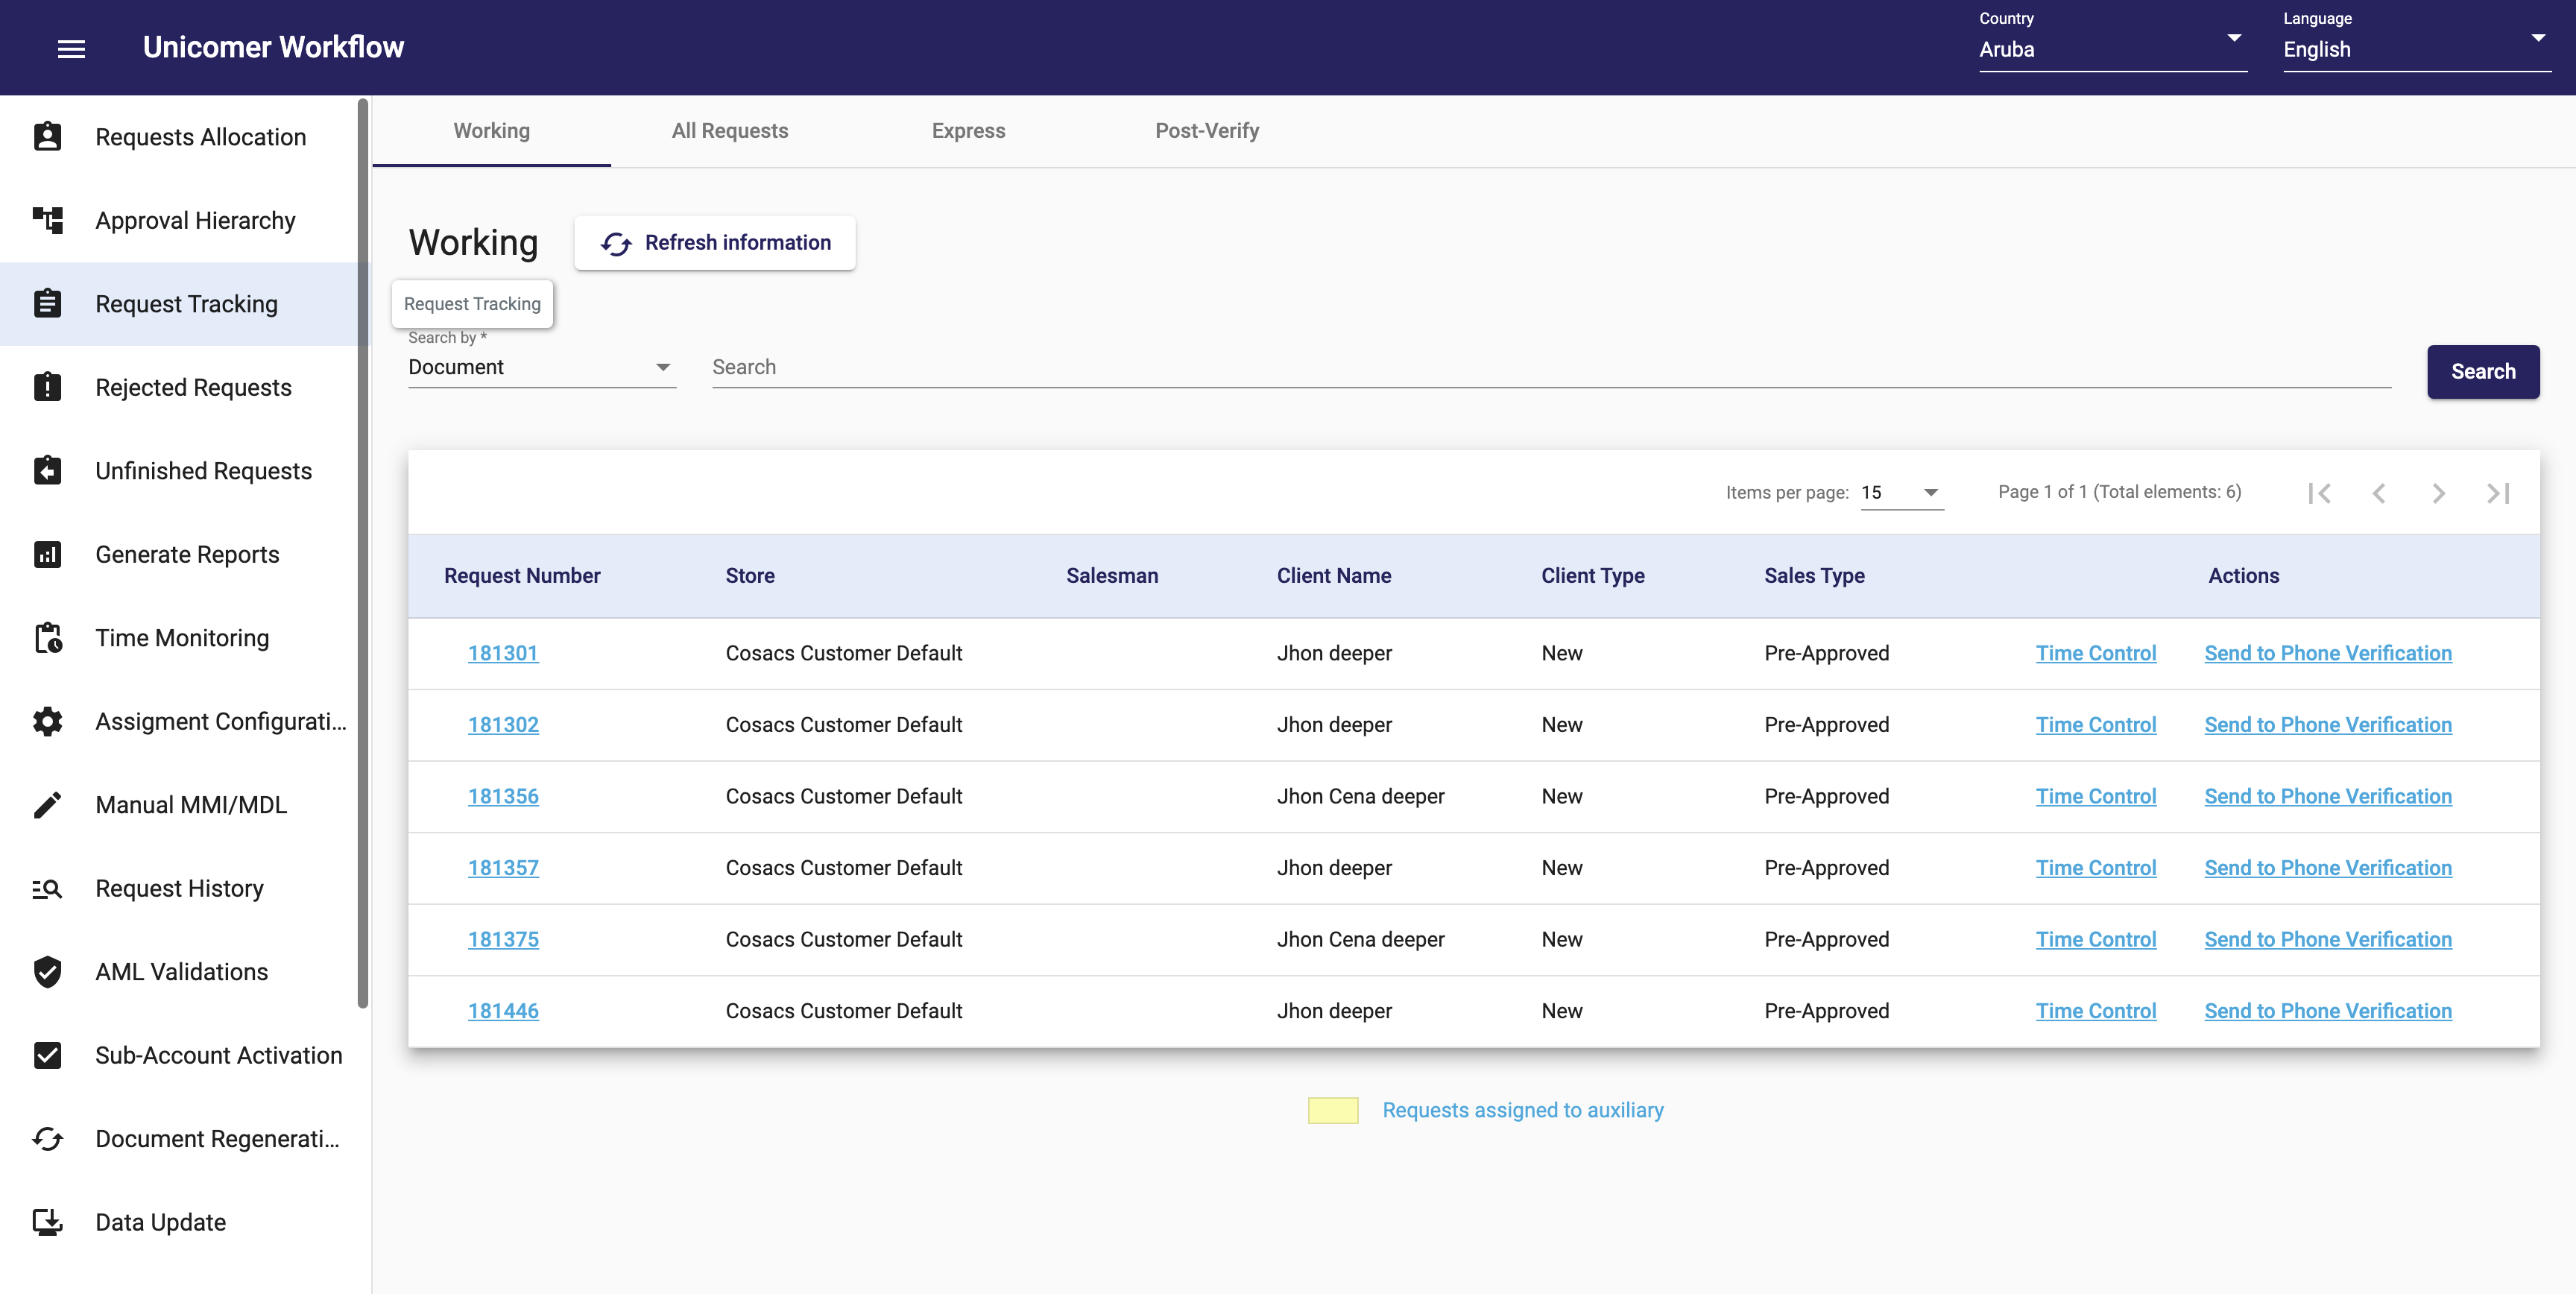 Unicomer Workflow
Country
Aruba
Language
English
Requests Allocation
Approval Hierarchy
Request Tracking
Rejected Requests
Unfinished Requests
Generate Reports
Time Monitoring
Assigment Configurati...
Manual MMI/MDL
Request History
AML Validations
Sub-Account Activation
Document Regenerati...
Data Update
Working All Requests Express Post-Verify
Working
Refresh information
Request Tracking
Search by *
Document
Search
Search
Items per page: 15 Page 1 of 1 (Total elements: 6)
Request Number Store Salesman Client Name Client Type Sales Type Actions
181301 Cosacs Customer Default Jhon deeper New Pre-Approved Time Control Send to Phone Verification
181302 Cosacs Customer Default Jhon deeper New Pre-Approved Time Control Send to Phone Verification
181356 Cosacs Customer Default Jhon Cena deeper New Pre-Approved Time Control Send to Phone Verification
181357 Cosacs Customer Default Jhon deeper New Pre-Approved Time Control Send to Phone Verification
181375 Cosacs Customer Default Jhon Cena deeper New Pre-Approved Time Control Send to Phone Verification
181446 Cosacs Customer Default Jhon deeper New Pre-Approved Time Control Send to Phone Verification
Requests assigned to auxiliary